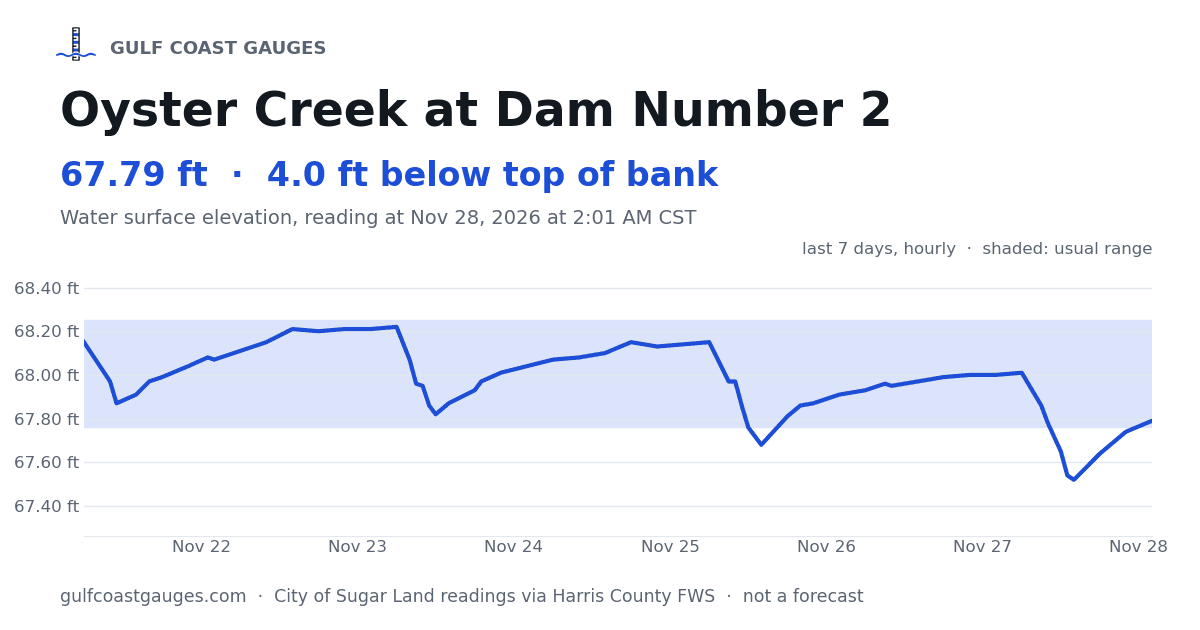 GULF COAST GAUGES
Oyster Creek at Dam Number 2
67.79 ft · 4.0 ft below top of bank
Water surface elevation, reading at Nov 28, 2026 at 2:01 AM CST
last 7 days, hourly · shaded: usual range
68.40 ft
68.20 ft
68.00 ft
67.80 ft
67.60 ft
67.40 ft
Nov 22 Nov 23 Nov 24 Nov 25 Nov 26 Nov 27 Nov 28
gulfcoastgauges.com · City of Sugar Land readings via Harris County FWS · not a forecast